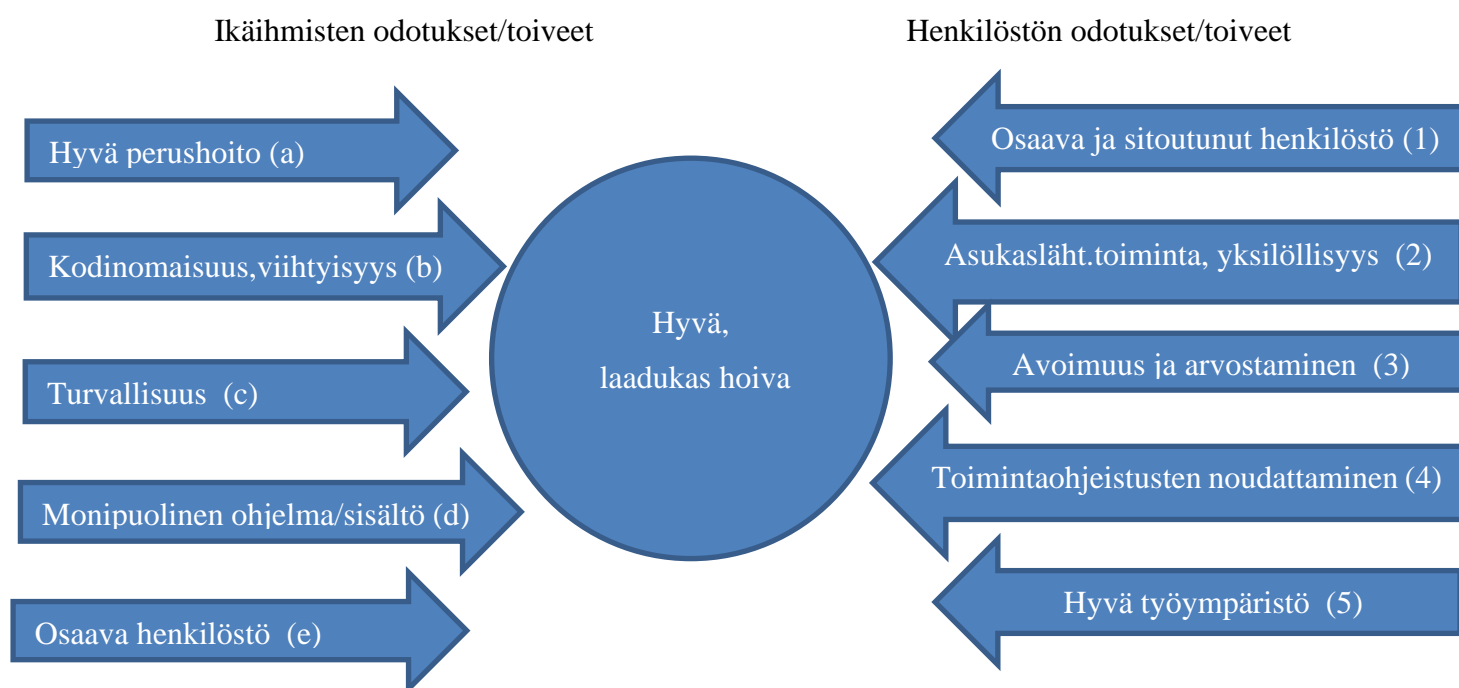 Ikäihmisten odotukset/toiveet
Henkilöstön odotukset/toiveet
Hyvä perushoito (a)
Kodinomaisuus,viihtyisyys (b)
Turvallisuus (c)
Monipuolinen ohjelma/sisältö (d)
Osaava henkilöstö (e)
Hyvä,
laadukas hoiva
Osaava ja sitoutunut henkilöstö (1)
Asukasläht.toiminta, yksilöllisyys (2)
Avoimuus ja arvostaminen (3)
Toimintaohjeistusten noudattaminen (4)
Hyvä työympäristö (5)